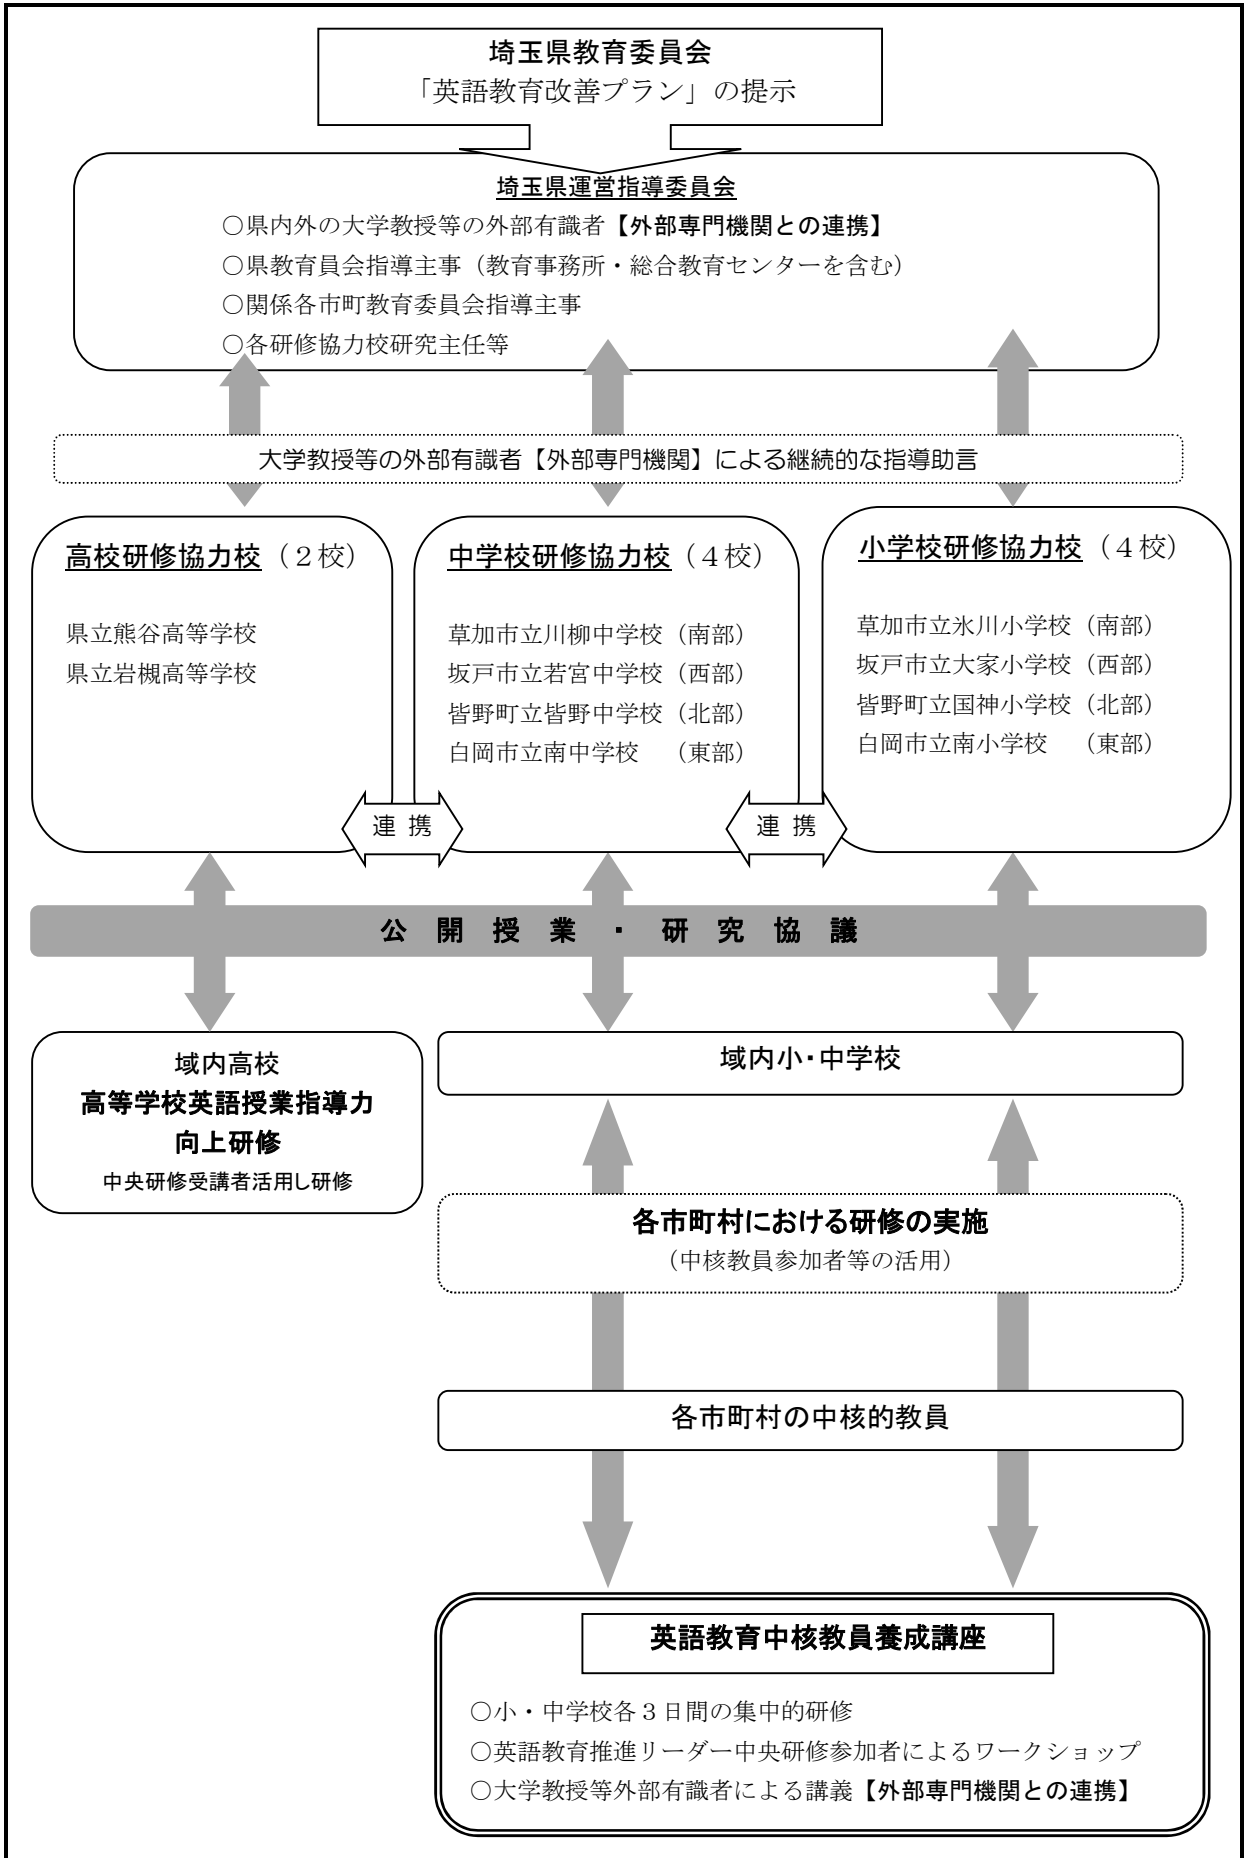 埼玉県教育委員会
「英語教育改善プラン」の提示
埼玉県運営指導委員会
○県内外の大学教授等の外部有識者【外部専門機関との連携】
○県教育員会指導主事（教育事務所・総合教育センターを含む）
○関係各市町教育委員会指導主事
○各研修協力校研究主任等
大学教授等の外部有識者【外部専門機関】による継続的な指導助言
高校研修協力校（２校）
県立熊谷高等学校
県立岩槻高等学校
中学校研修協力校（４校）
草加市立川柳中学校（南部）
坂戸市立若宮中学校（西部）
皆野町立皆野中学校（北部）
白岡市立南中学校　（東部）
小学校研修協力校（４校）
草加市立氷川小学校（南部）
坂戸市立大家小学校（西部）
皆野町立国神小学校（北部）
白岡市立南小学校　（東部）
連 携
連 携
公 開 授 業 ・ 研 究 協 議
域内高校
高等学校英語授業指導力
向上研修
中央研修受講者活用し研修
域内小・中学校
各市町村における研修の実施
（中核教員参加者等の活用）
各市町村の中核的教員
英語教育中核教員養成講座
○小・中学校各３日間の集中的研修
○英語教育推進リーダー中央研修参加者によるワークショップ
○大学教授等外部有識者による講義【外部専門機関との連携】